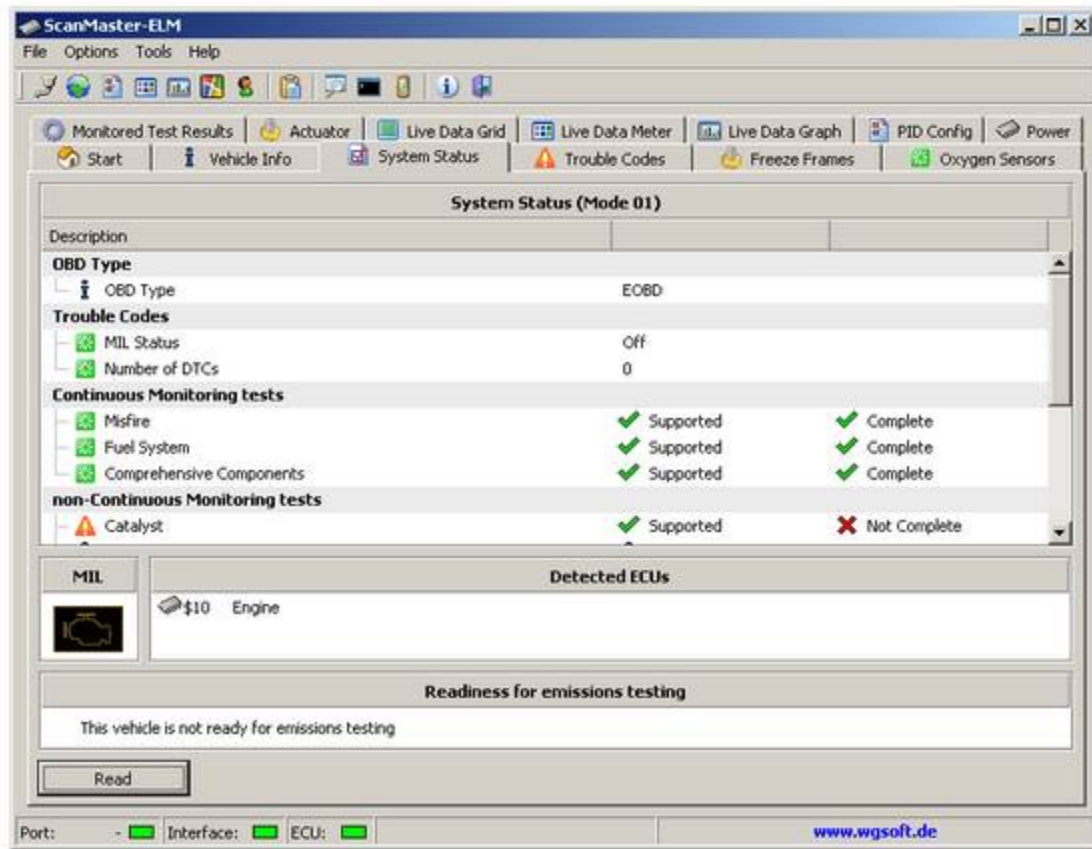 ScanMaster-ELM
File Options Tools Help
Monitored Test Results Actuator Live Data Grid Live Data Meter Live Data Graph PID Config Power
Start Vehicle Info System Status Trouble Codes Freeze Frames Oxygen Sensors
System Status (Mode 01)
Description
OBD Type
OBD Type EOBD
Trouble Codes
MIL Status Off
Number of DTCs 0
Continuous Monitoring tests
Misfire Supported Complete
Fuel System Supported Complete
Comprehensive Components Supported Complete
non-Continuous Monitoring tests
Catalyst Supported Not Complete
MIL Detected ECUs
$10 Engine
Readiness for emissions testing
This vehicle is not ready for emissions testing
Read
Port: - Interface: ECU: www.wgsoft.de